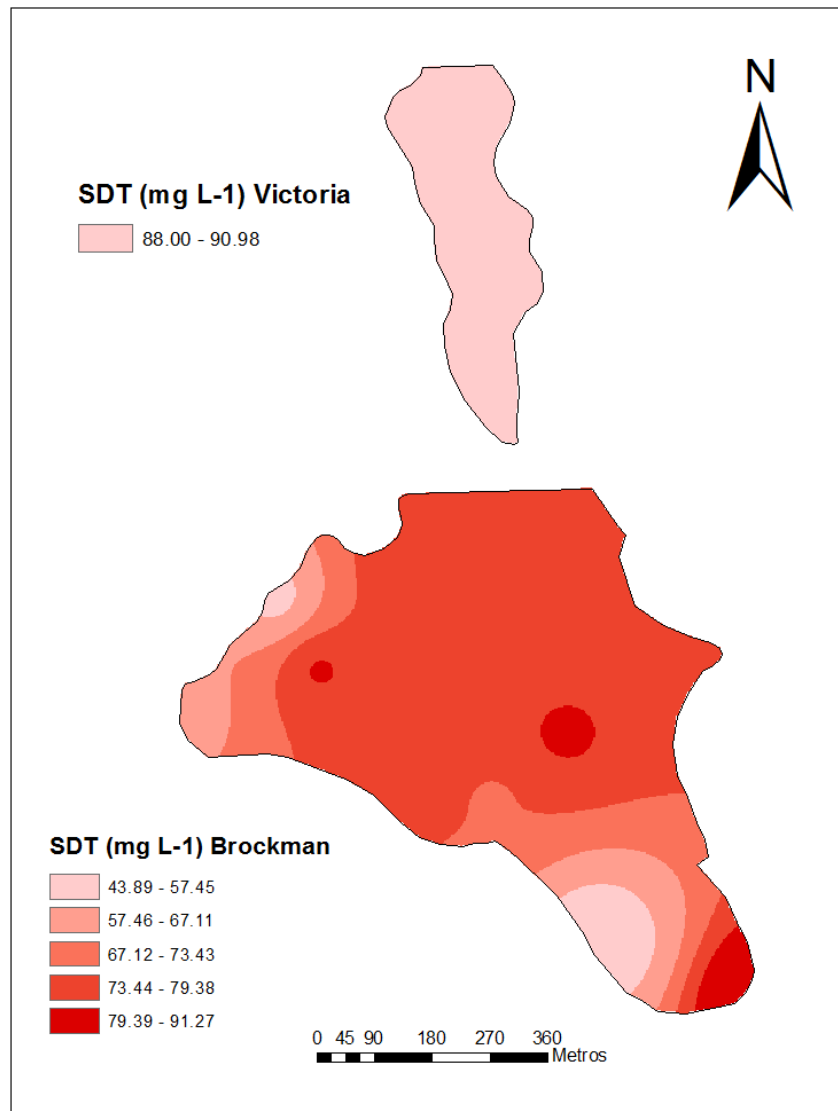 N
SDT (mg L-1) Victoria
88.00 - 90.98
SDT (mg L-1) Brockman
43.89 - 57.45
57.46 - 67.11
67.12 - 73.43
73.44 - 79.38
79.39 - 91.27
0 45 90 180 270 360
Metros